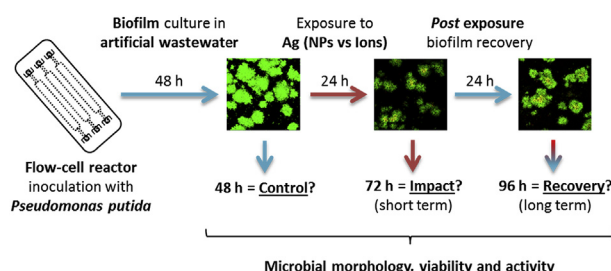 Biofilm culture in
artificial wastewater
Exposure to
Ag (NPs vs Ions)
Post exposure
biofilm recovery
48 h
24 h
24 h
Flow-cell reactor
inoculation with
Pseudomonas putida
48 h = Control?
72 h = Impact?
(short term)
96 h = Recovery?
(long term)
Microbial morphology, viability and activity